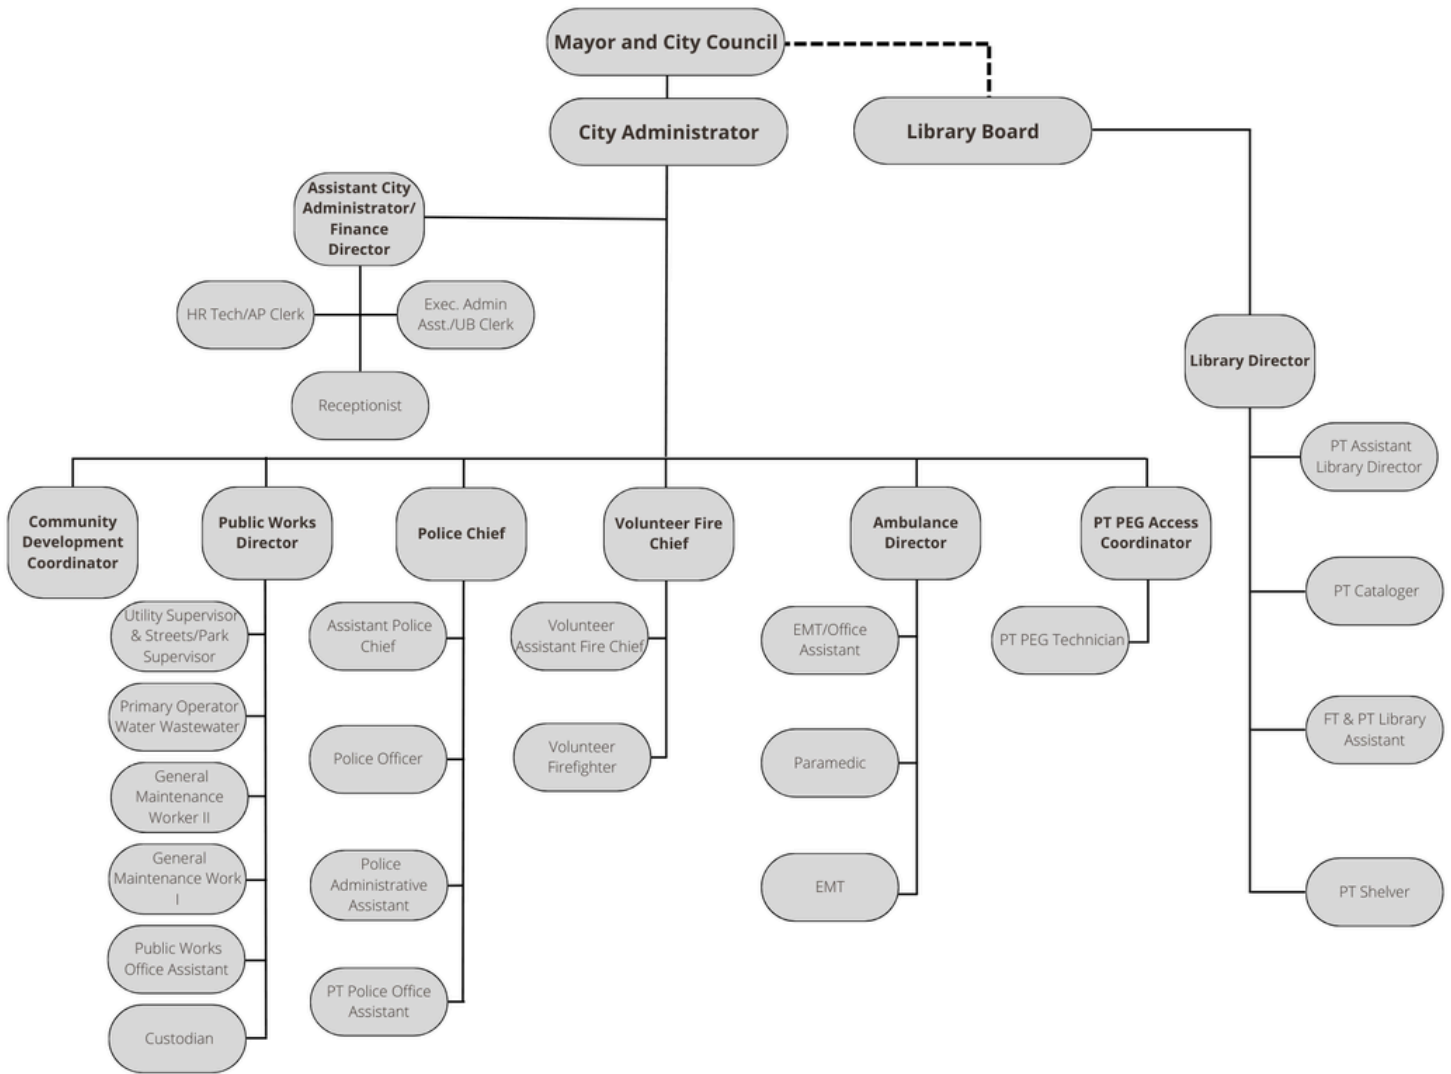 Mayor and City Council
City Administrator
Library Board
Assistant City
Administrator/
Finance
Director
HR Tech/AP Clerk
Exec. Admin
Asst./UB Clerk
Receptionist
Library Director
PT Assistant
Library Director
PT Cataloger
FT & PT Library
Assistant
PT Shelver
Community
Development
Coordinator
Public Works
Director
Utility Supervisor
& Streets/Park
Supervisor
Primary Operator
Water Wastewater
General
Maintenance
Worker II
General
Maintenance Work
I
Public Works
Office Assistant
Custodian
Police Chief
Assistant Police
Chief
Police Officer
Police
Administrative
Assistant
PT Police Office
Assistant
Volunteer Fire
Chief
Volunteer
Assistant Fire Chief
Volunteer
Firefighter
Ambulance
Director
EMT/Office
Assistant
Paramedic
EMT
PT PEG Access
Coordinator
PT PEG Technician